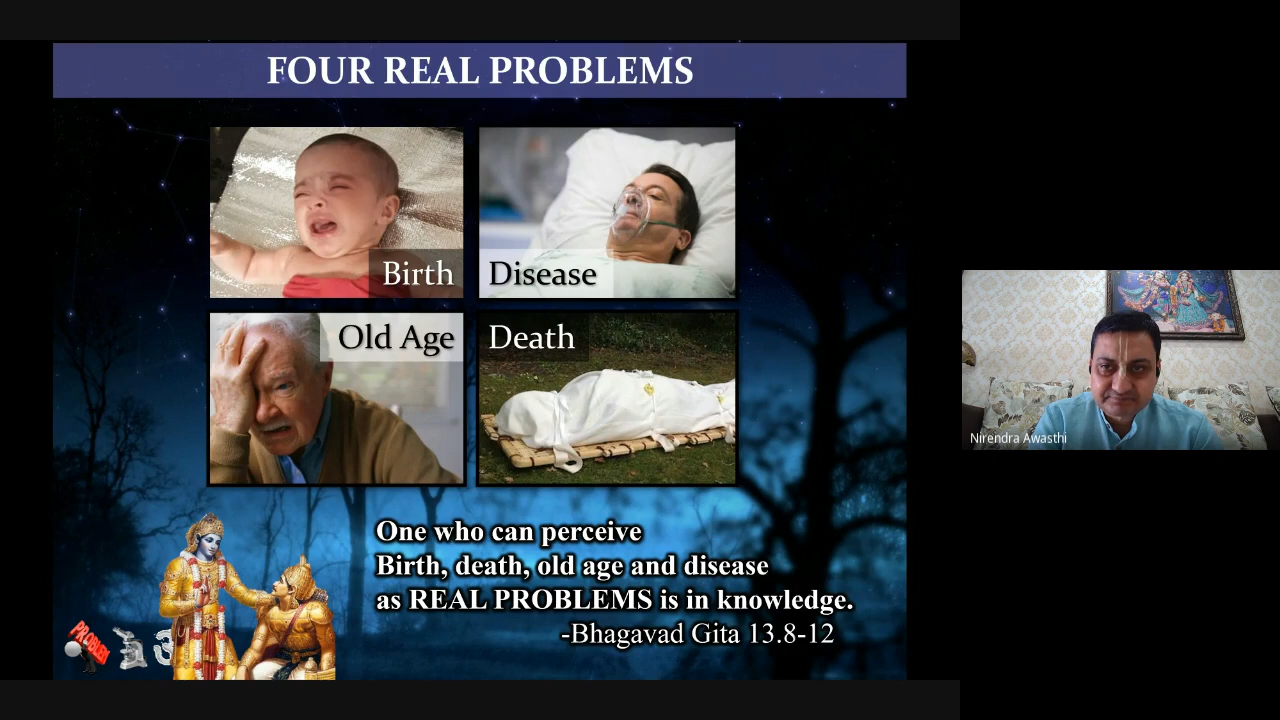 FOUR REAL PROBLEMS
Birth
Disease
Old Age
Death
One who can perceive
Birth, death, old age and disease
as REAL PROBLEMS is in knowledge.
-Bhagavad Gita 13.8-12
PROBLEM
Nirendra Awasthi